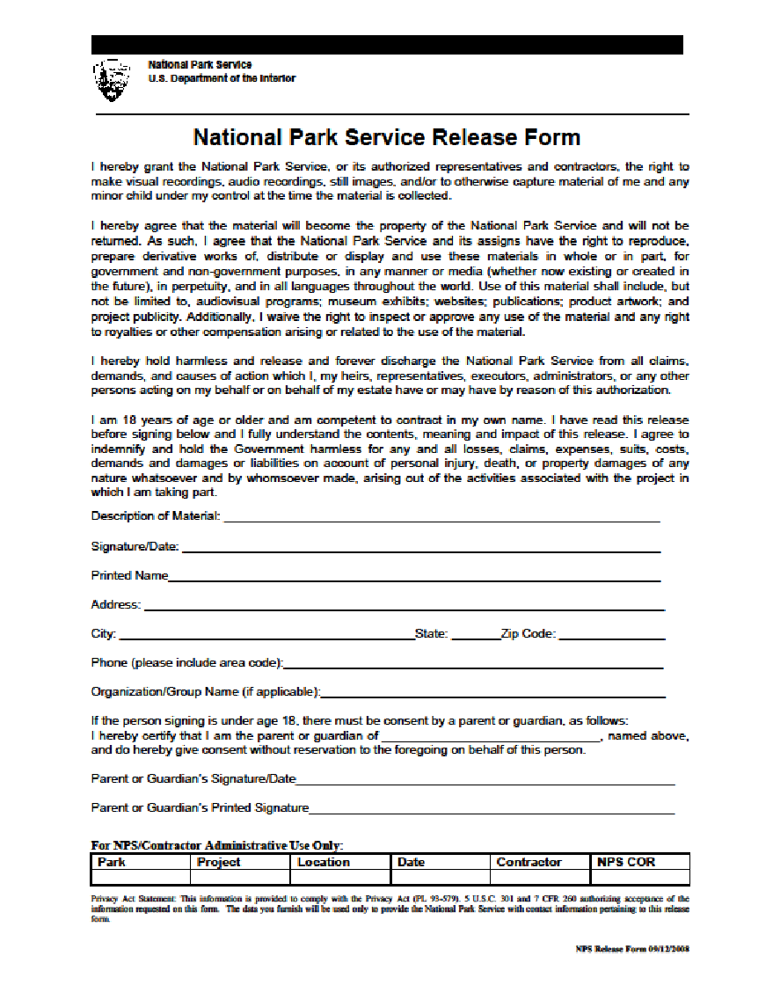 National Park Service
U.S. Department of the Interior
National Park Service Release Form
I hereby grant the National Park Service, or its authorized representatives and contractors, the right to
make visual recordings, audio recordings, still images, and/or to otherwise capture material of me and any
minor child under my control at the time the material is collected.
I hereby agree that the material will become the property of the National Park Service and will not be
returned. As such, I agree that the National Park Service and its assigns have the right to reproduce,
prepare derivative works of, distribute or display and use these materials in whole or in part, for
government and non-government purposes, in any manner or media (whether now existing or created in
the future), in perpetuity, and in all languages throughout the world. Use of this material shall include, but
not be limited to, audiovisual programs; museum exhibits; websites; publications; product artwork; and
project publicity. Additionally, I waive the right to inspect or approve any use of the material and any right
to royalties or other compensation arising or related to the use of the material.
I hereby hold harmless and release and forever discharge the National Park Service from all claims,
demands, and causes of action which I, my heirs, representatives, executors, administrators, or any other
persons acting on my behalf or on behalf of my estate have or may have by reason of this authorization.
I am 18 years of age or older and am competent to contract in my own name. I have read this release
before signing below and I fully understand the contents, meaning and impact of this release. I agree to
indemnify and hold the Government harmless for any and all losses, claims, expenses, suits, costs,
demands and damages or liabilities on account of personal injury, death, or property damages of any
nature whatsoever and by whomsoever made, arising out of the activities associated with the project in
which I am taking part.
Description of Material:
Signature/Date:
Printed Name
Address:
City: State: Zip Code:
Phone (please include area code):
Organization/Group Name (if applicable):
If the person signing is under age 18, there must be consent by a parent or guardian, as follows:
I hereby certify that I am the parent or guardian of , named above,
and do hereby give consent without reservation to the foregoing on behalf of this person.
Parent or Guardian's Signature/Date
Parent or Guardian's Printed Signature
For NPS/Contractor Administrative Use Only:
Park Project Location Date Contractor NPS COR
Privacy Act Statement: This information is provided to comply with the Privacy Act (PL 93-579). 5 U.S.C. 301 and 7 CFR 260 authorizing acceptance of the
information requested on this form. The data you furnish will be used only to provide the National Park Service with contact information pertaining to this release
form.
NPS Release Form 09/12/2008